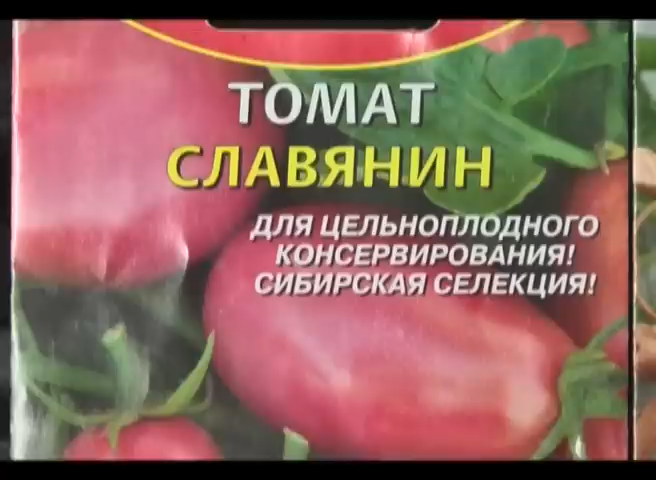 ТОМАТ
СЛАВЯНИН
ДЛЯ ЦЕЛЬНОПЛОДНОГО
КОНСЕРВИРОВАНИЯ!
СИБИРСКАЯ СЕЛЕКЦИЯ!